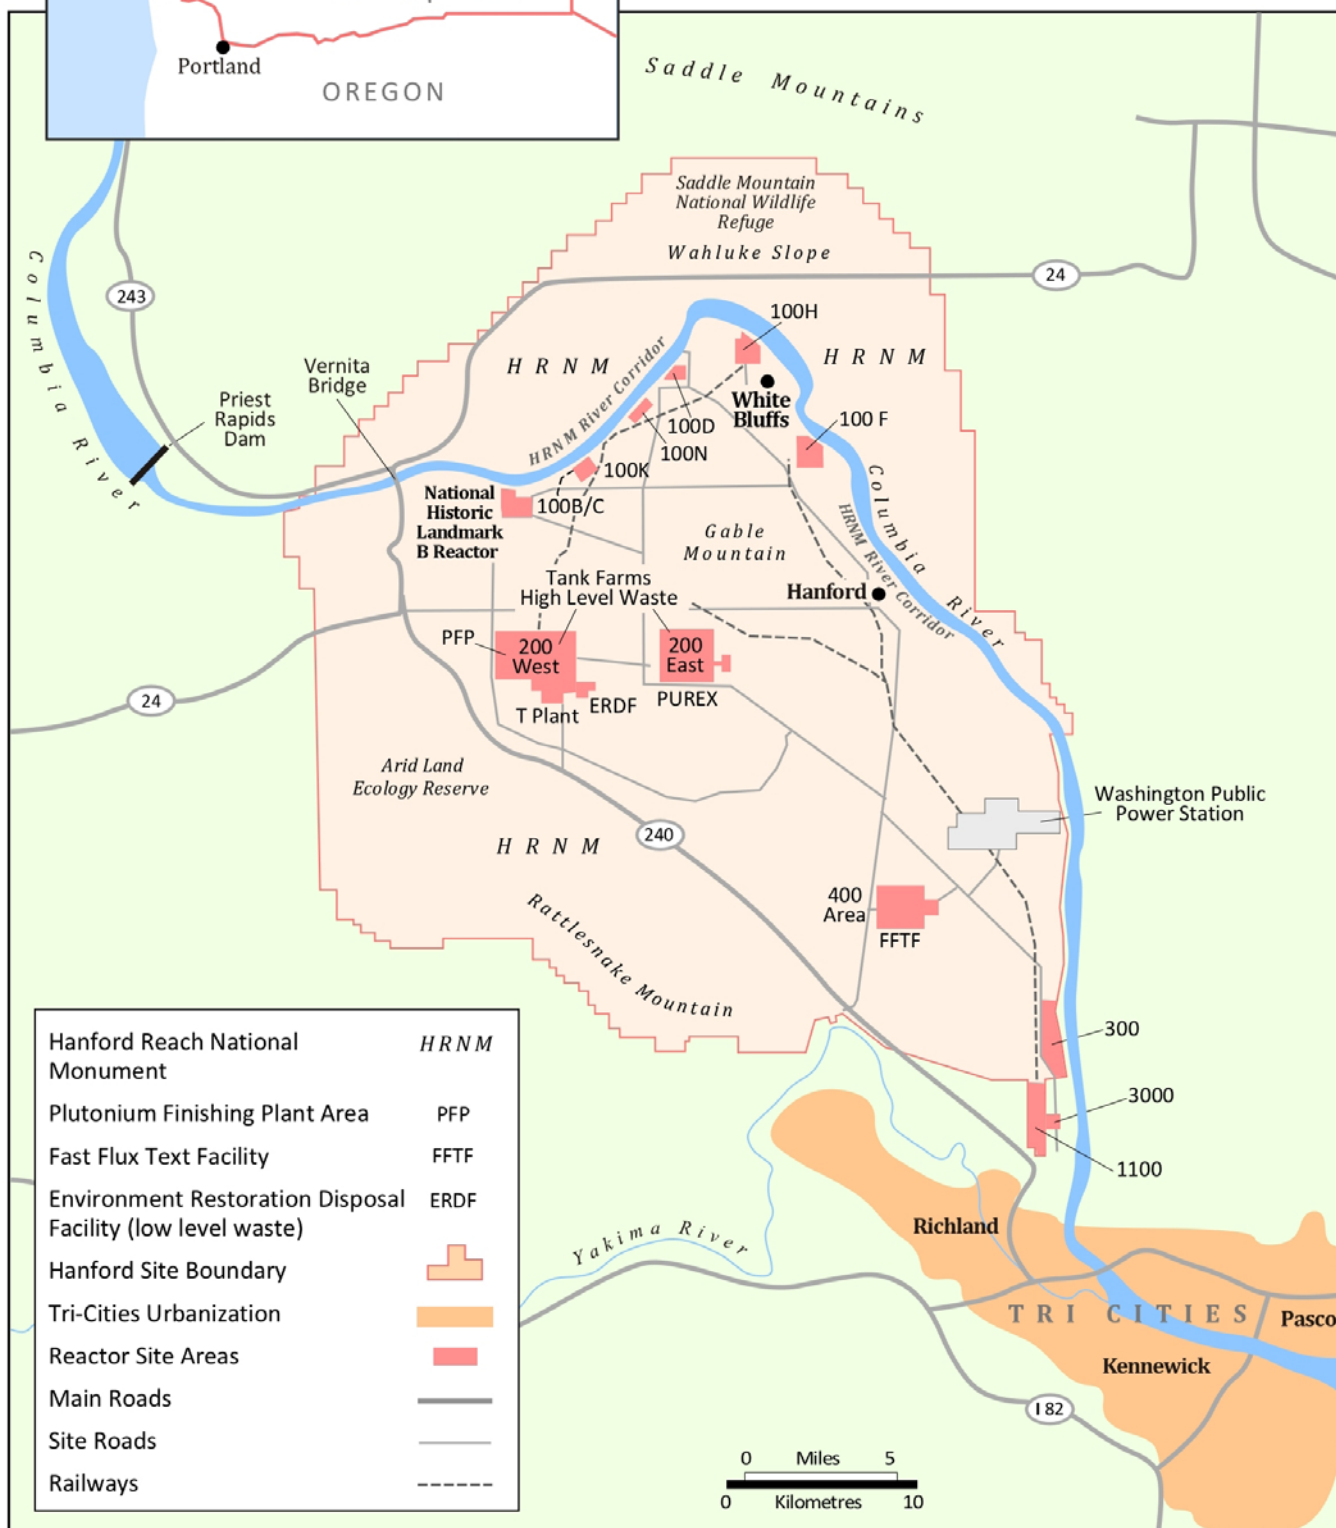 Portland
OREGON
Saddle Mountains
Saddle Mountain
National Wildlife
Refuge
Wahluke Slope
24
243
Columbia River
Priest
Rapids
Dam
Vernita
Bridge
HRNM
HRNM River Corridor
100H
HRNM
White
Bluffs
100D
100N
100 F
100K
100B/C
National
Historic
Landmark
B Reactor
Gable
Mountain
Columbia River
HRNM River Corridor
Tank Farms
High Level Waste
Hanford
PFP
200
West
200
East
ERDF
PUREX
T Plant
24
Arid Land
Ecology Reserve
Washington Public
Power Station
HRNM
240
400
Area
FFTF
Rattlesnake Mountain
300
3000
1100
Richland
Yakima River
TRI CITIES
Pasco
Kennewick
I 82
Hanford Reach National
Monument
HRNM
Plutonium Finishing Plant Area
PFP
Fast Flux Text Facility
FFTF
Environment Restoration Disposal
Facility (low level waste)
ERDF
Hanford Site Boundary
Tri-Cities Urbanization
Reactor Site Areas
Main Roads
Site Roads
Railways
0 Miles 5
0 Kilometres 10